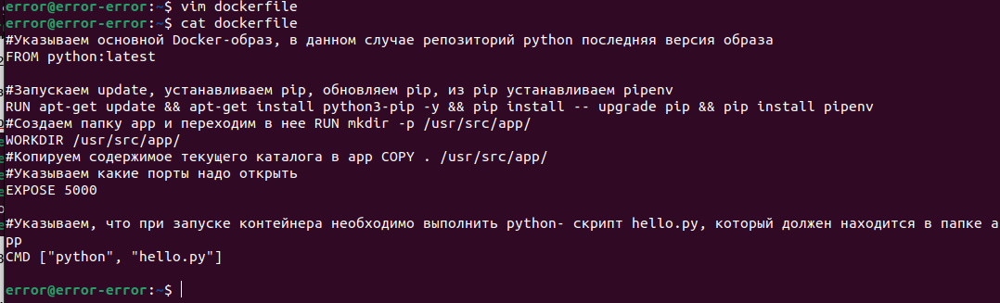 error@error-error:~$ vim dockerfile
error@error-error:~$ cat dockerfile
#Указываем основной Docker-образ, в данном случае репозиторий python последняя версия образа
FROM python:latest
#Запускаем update, устанавливаем pip, обновляем pip, из pip устанавливаем pipenv
RUN apt-get update && apt-get install python3-pip -y && pip install -- upgrade pip && pip install pipenv
#Создаем папку app и переходим в нее RUN mkdir -p /usr/src/app/
WORKDIR /usr/src/app/
#Копируем содержимое текущего каталога в app COPY . /usr/src/app/
#Указываем какие порты надо открыть
EXPOSE 5000
#Указываем, что при запуске контейнера необходимо выполнить python- скрипт hello.py, который должен находится в папке a
pp
CMD ["python", "hello.py"]
error@error-error:~$